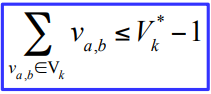 ∑ v_{a,b} ≤ V_k^* − 1
v_{a,b}∈V_k